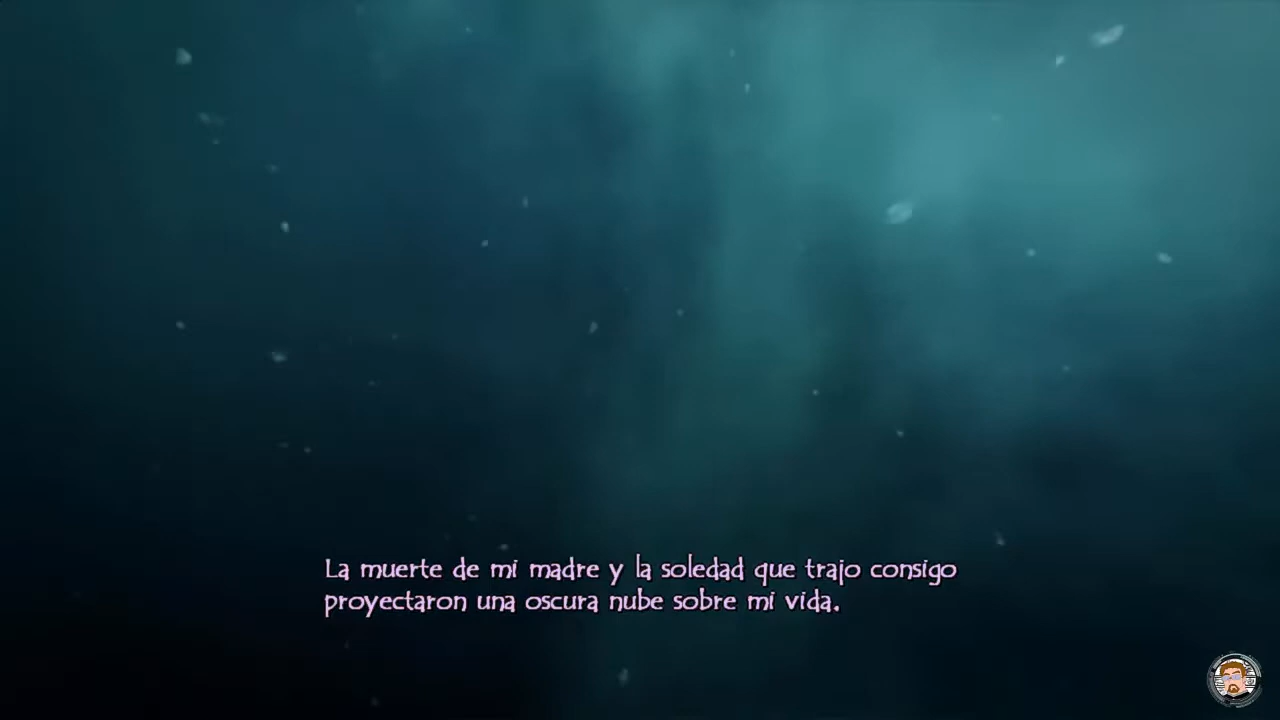 La muerte de mi madre y la soledad que trajo consigo
proyectaron una oscura nube sobre mi vida.